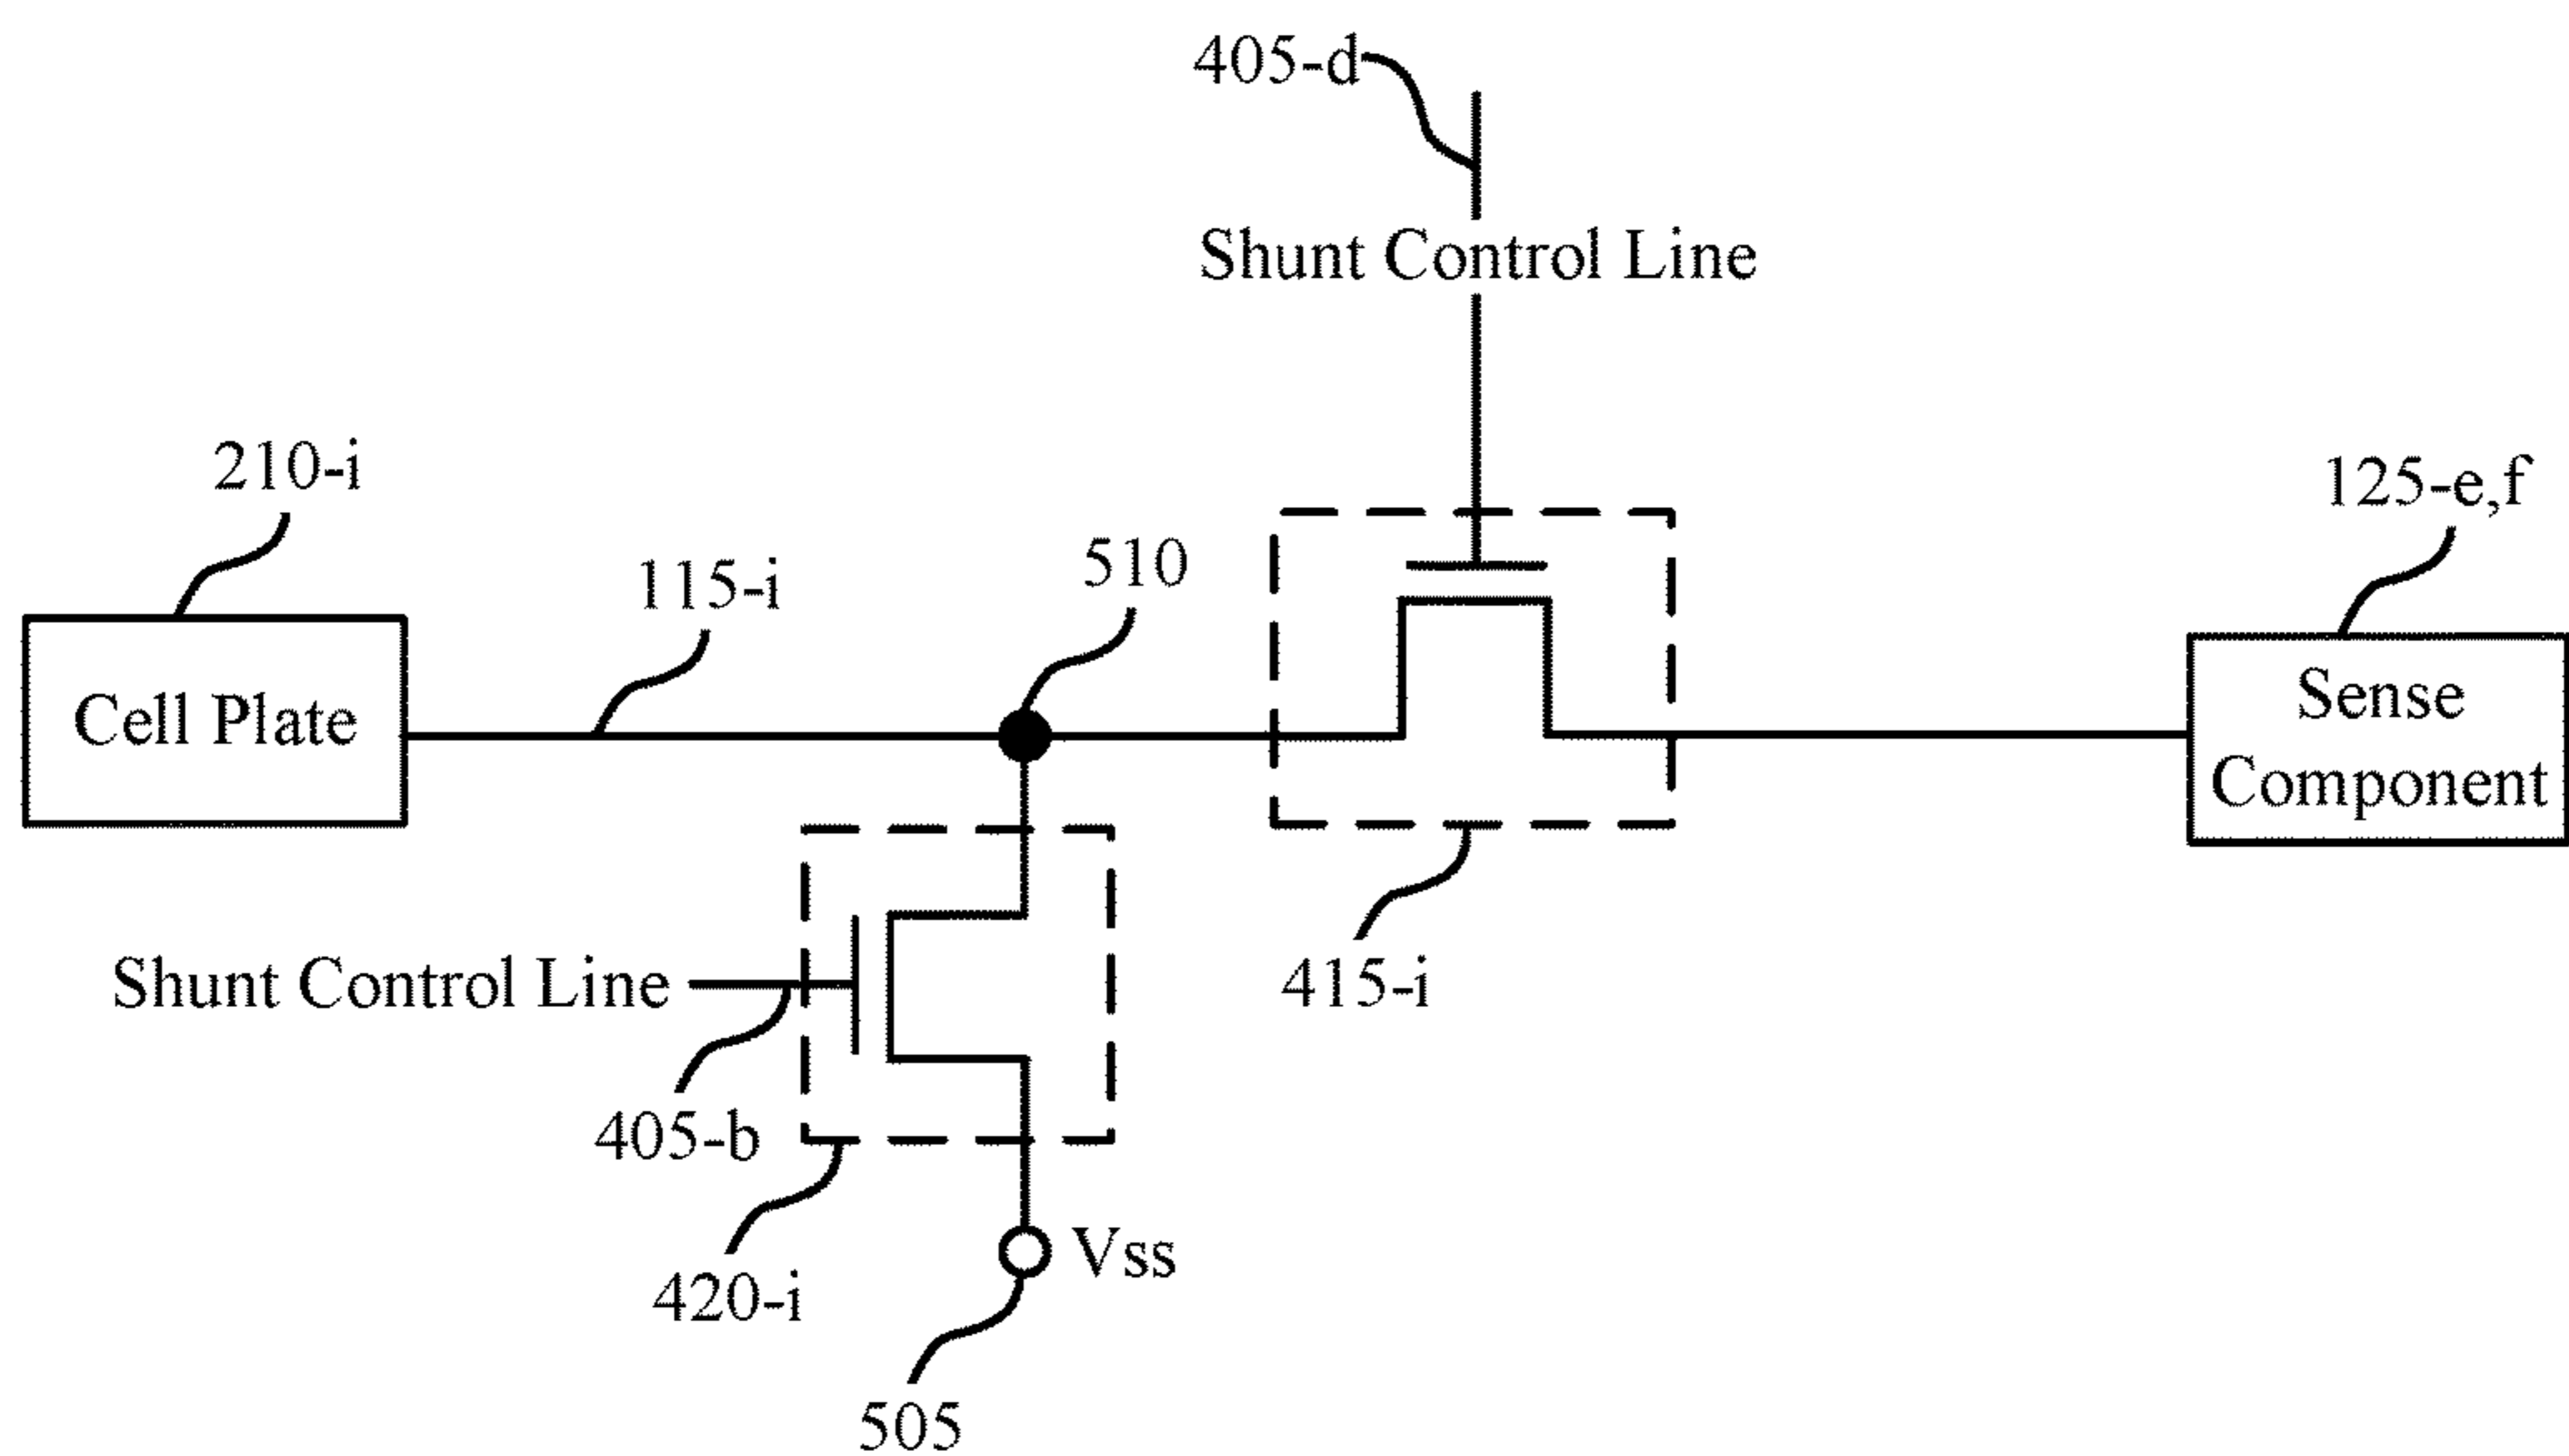 405-d
Shunt Control Line
210-i
125-e,f
510
115-i
Cell Plate
Sense
Component
Shunt Control Line
415-i
405-b
Vss
420-i
505